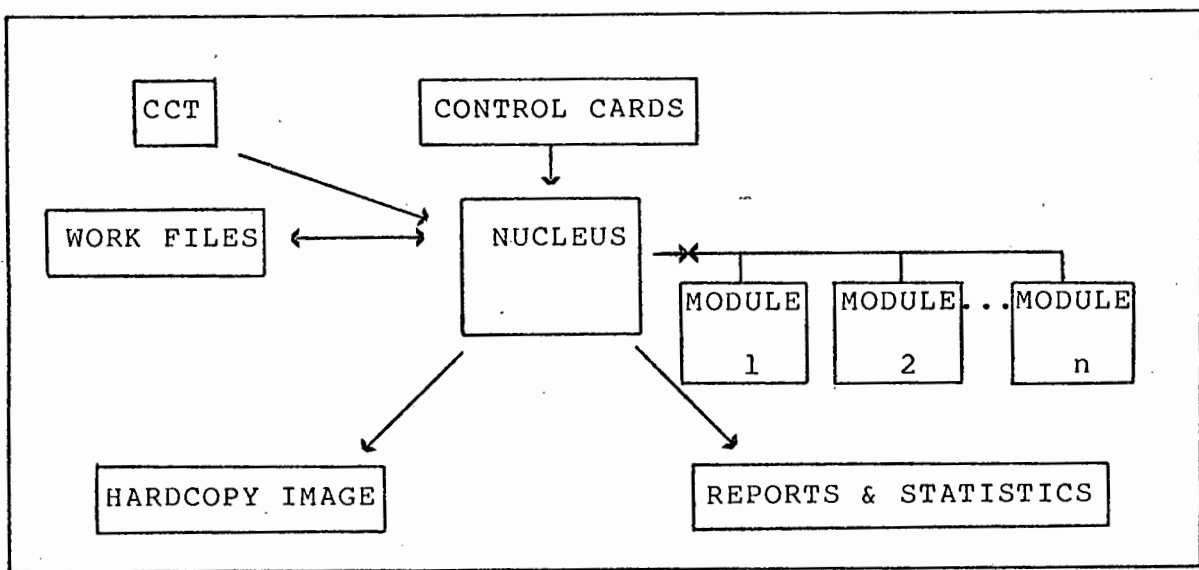 CCT
CONTROL CARDS
WORK FILES
NUCLEUS
MODULE MODULE...MODULE
1 2 n
HARDCOPY IMAGE
REPORTS & STATISTICS